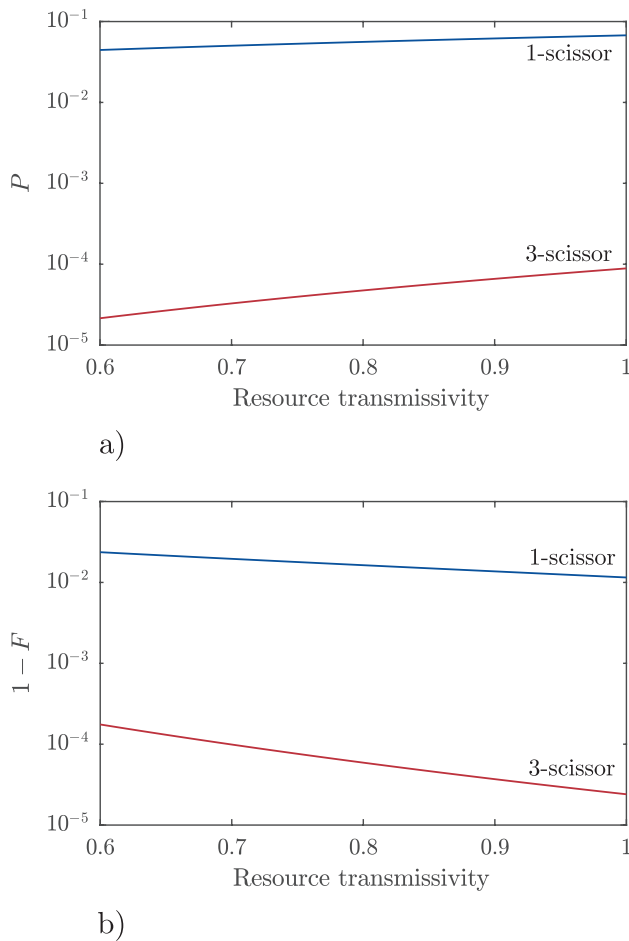 10⁻¹
1-scissor
10⁻²
P
10⁻³
3-scissor
10⁻⁴
10⁻⁵
0.6 0.7 0.8 0.9 1
Resource transmissivity
a)
10⁻¹
1-scissor
10⁻²
1 − F
10⁻³
10⁻⁴
3-scissor
10⁻⁵
0.6 0.7 0.8 0.9 1
Resource transmissivity
b)